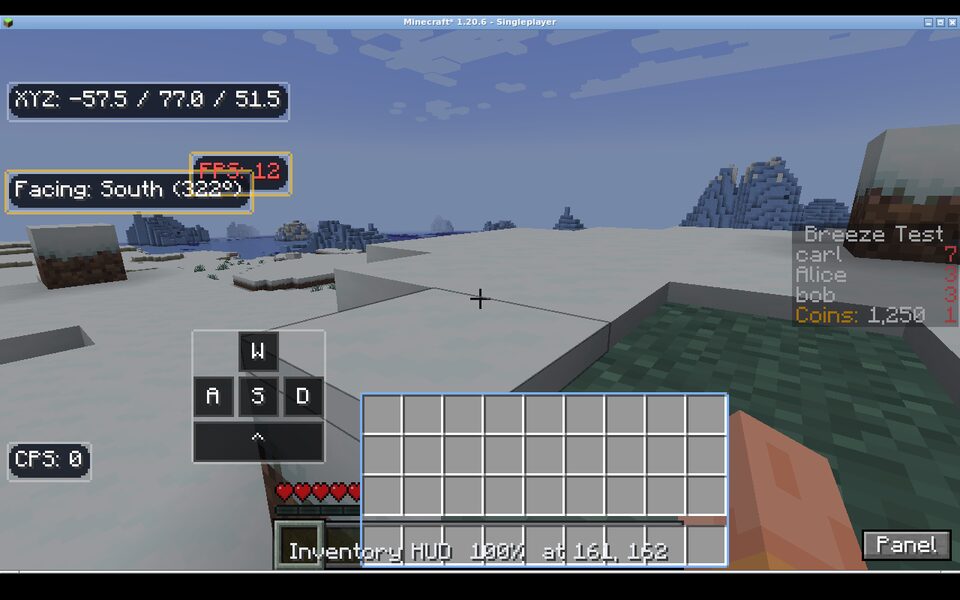 Minecraft* 1.20.6 - Singleplayer
XYZ: -57.5 / 77.0 / 51.5
FPS: 12
Facing: South (322°)
Breeze Test
carl 7
Alice 3
bob 3
Coins: 1,250 1
W
A S D
^
CPS: 0
Inventory HUD 100% at 161, 162
Panel